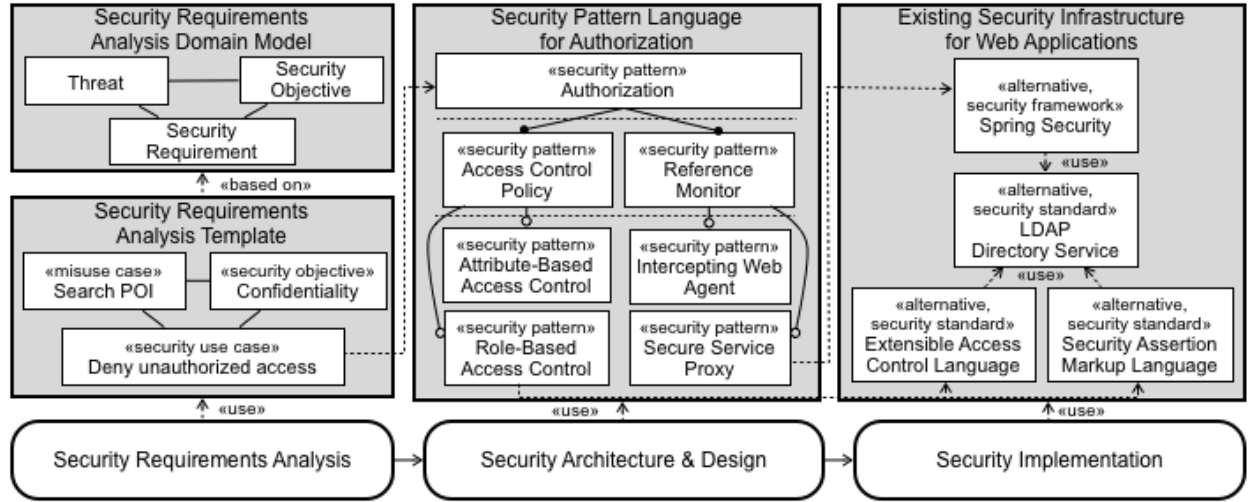 Security Requirements
Analysis Domain Model
Threat
Security
Objective
Security
Requirement
«based on»
Security Requirements
Analysis Template
«misuse case»
Search POI
«security objective»
Confidentiality
«security use case»
Deny unauthorized access
«use»
Security Requirements Analysis
Security Pattern Language
for Authorization
«security pattern»
Authorization
«security pattern»
Access Control
Policy
«security pattern»
Reference
Monitor
«security pattern»
Attribute-Based
Access Control
«security pattern»
Intercepting Web
Agent
«security pattern»
Role-Based
Access Control
«security pattern»
Secure Service
Proxy
«use»
Security Architecture & Design
Existing Security Infrastructure
for Web Applications
«alternative,
security framework»
Spring Security
«use»
«alternative,
security standard»
LDAP
Directory Service
«use»
«alternative,
security standard»
Extensible Access
Control Language
«alternative,
security standard»
Security Assertion
Markup Language
«use»
Security Implementation